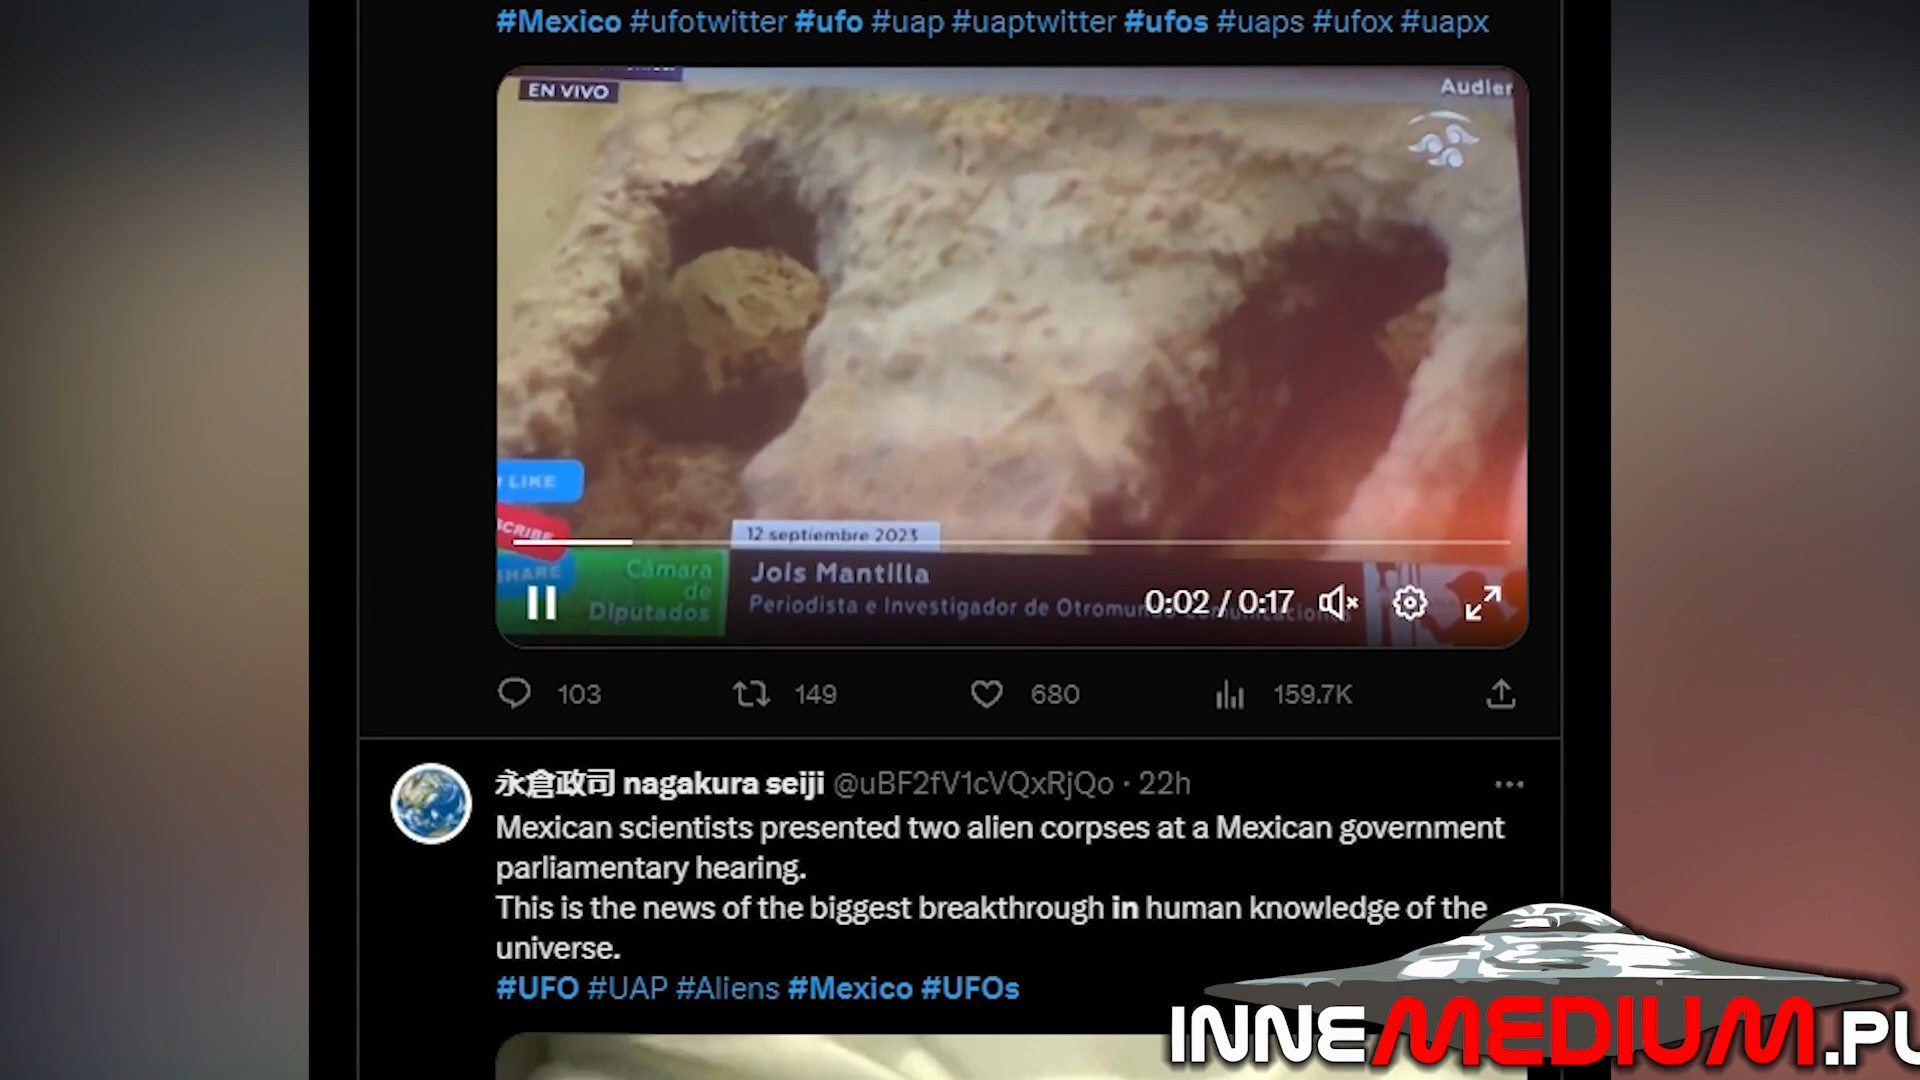 #Mexico #ufotwitter #ufo #uap #uaptwitter #ufos #uaps #ufox #uapx
EN VIVO
Audier
LIKE
SCRIBE
SHARE
12 septiembre 2023
Cámara
de
Diputados
Jois Mantilla
Periodista e Investigador de Otromun
0:02 / 0:17
103
149
680
159.7K
永倉政司 nagakura seiji @uBF2fV1cVQxRjQo · 22h
Mexican scientists presented two alien corpses at a Mexican government
parliamentary hearing.
This is the news of the biggest breakthrough in human knowledge of the
universe.
#UFO #UAP #Aliens #Mexico #UFOs
INNEMEDIUM.PL